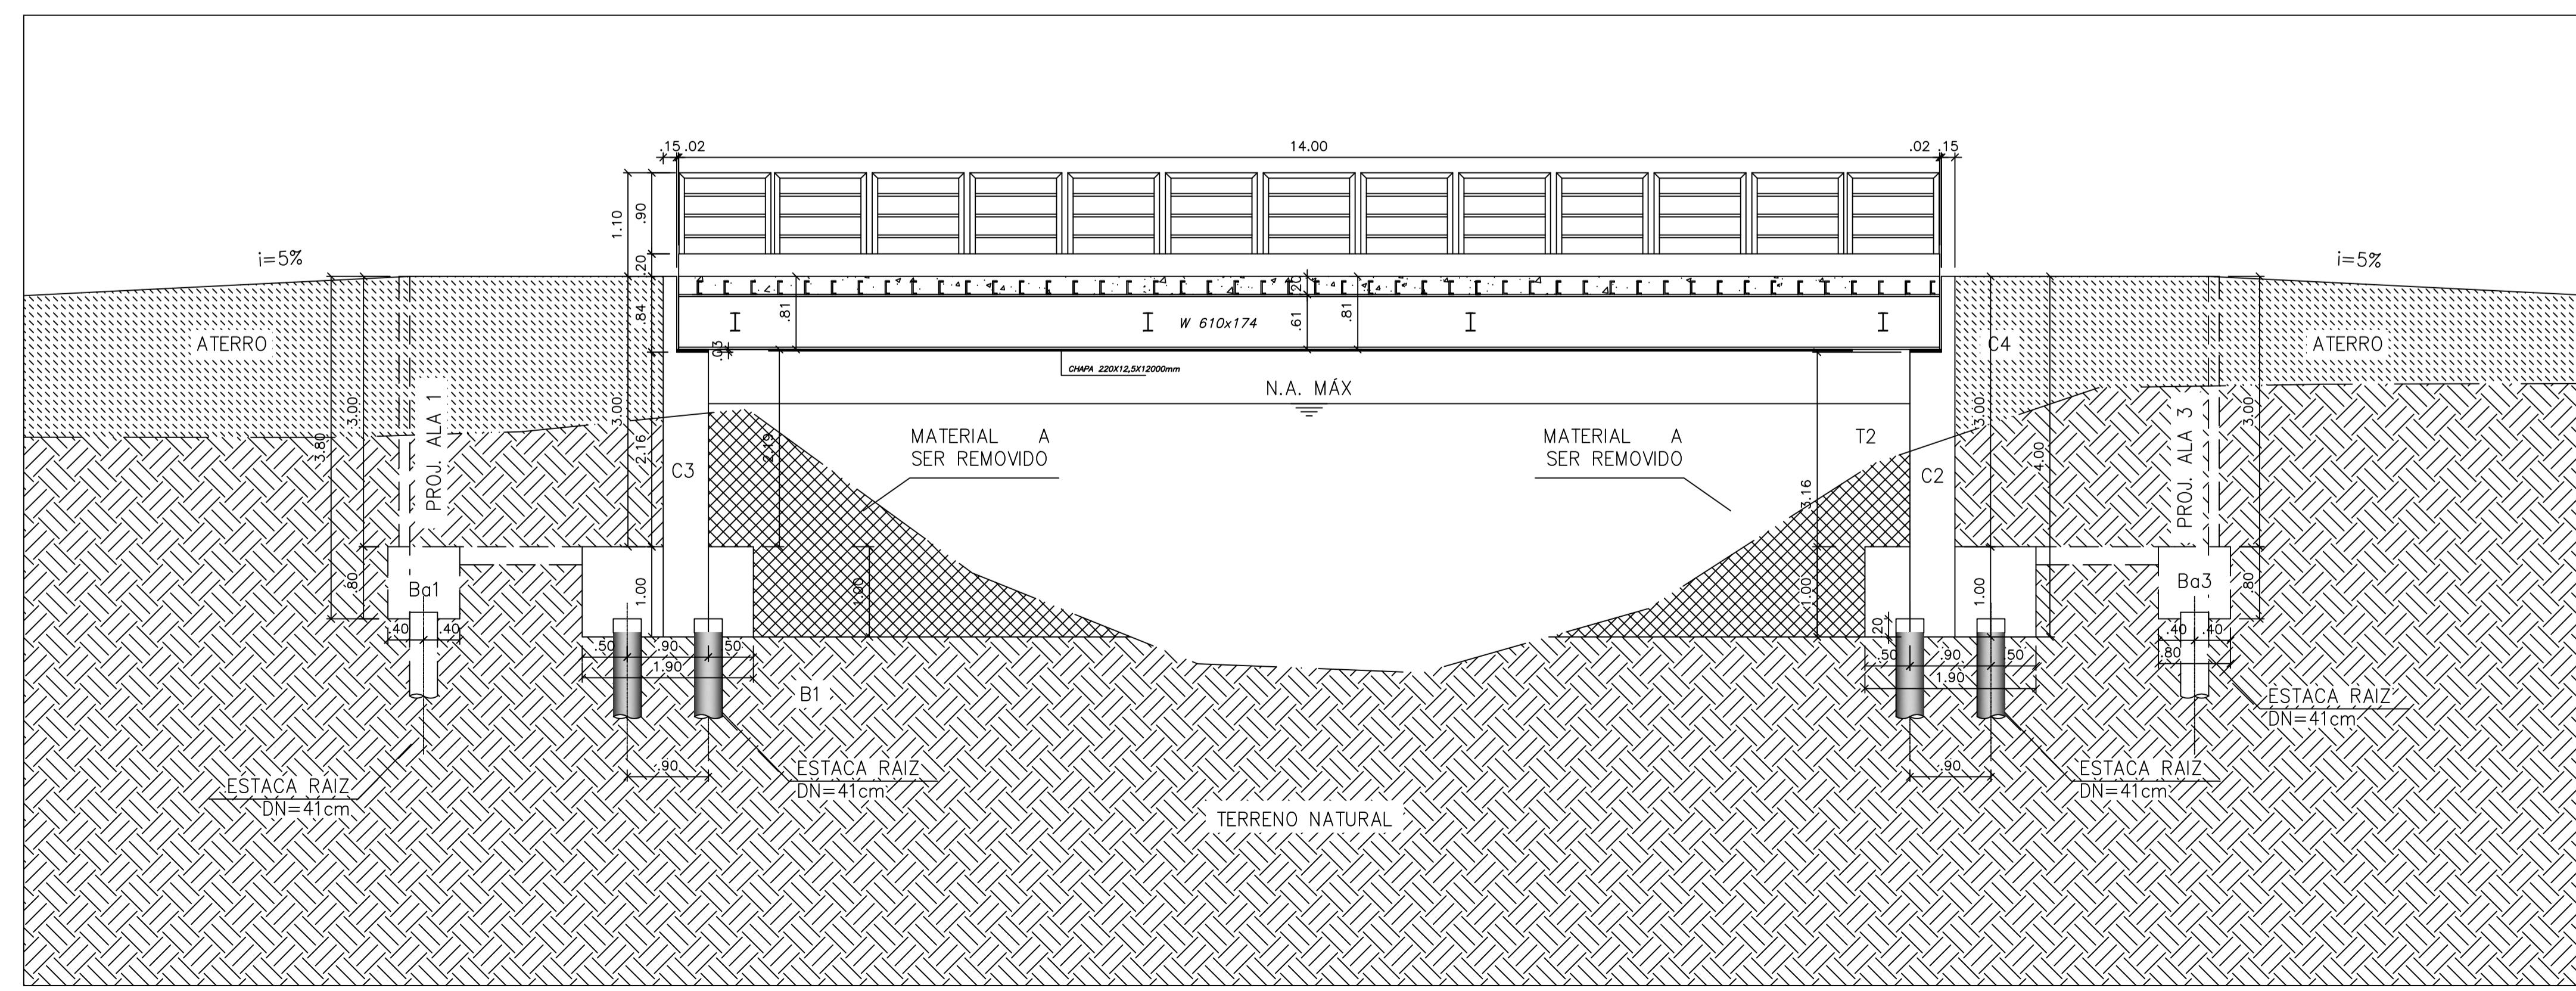 .15 .02
14.00
.02 .15
1.10
.90
.20
i=5%
i=5%
.84
.81
.20
.61
.81
W 610x174
ATERRO
C4
ATERRO
.03
CHAPA 220X12,5X12000mm
N.A. MÁX
3.80
3.00
PROJ. ALA 1
3.00
2.16
C3
2.19
MATERIAL A
SER REMOVIDO
MATERIAL A
SER REMOVIDO
T2
3.16
C2
3.00
4.00
PROJ. ALA 3
3.00
.80
Ba1
1.00
1.00
1.00
1.00
Ba3
.80
.40 .40
.20
.40 .40
.80
.50 .90 .50
1.90
.50 .90 .50
1.90
B1
ESTACA RAIZ
DN=41cm
.90
ESTACA RAIZ
DN=41cm
.90
ESTACA RAIZ
DN=41cm
ESTACA RAIZ
DN=41cm
TERRENO NATURAL